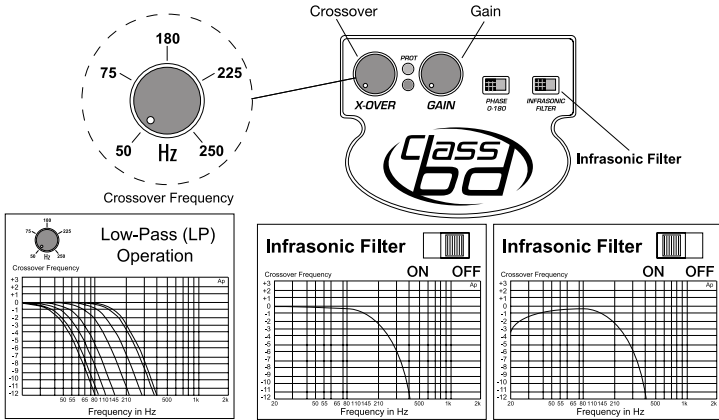 Crossover
Gain
180
75
225
50
Hz
250
Crossover Frequency
PROT
X-OVER
GAIN
PHASE
0-180
INFRASONIC
FILTER
Class
bd
Infrasonic Filter
180
75
225
50
Hz
250
Low-Pass (LP)
Operation
Crossover Frequency
Ap
+3
+2
+1
0
-1
-2
-3
-4
-5
-6
-7
-8
-9
-10
-11
-12
50 55 65 80 110 145 210 500 1k 2k
Frequency in Hz
Infrasonic Filter
ON OFF
Crossover Frequency
Ap
+3
+2
+1
0
-1
-2
-3
-4
-5
-6
-7
-8
-9
-10
-11
-12
20 50 55 65 80 110 145 210 500 1k 2k
Frequency in Hz
Infrasonic Filter
ON OFF
Crossover Frequency
Ap
+3
+2
+1
0
-1
-2
-3
-4
-5
-6
-7
-8
-9
-10
-11
-12
20 50 55 65 80 110 145 210 500 1k 2k
Frequency in Hz